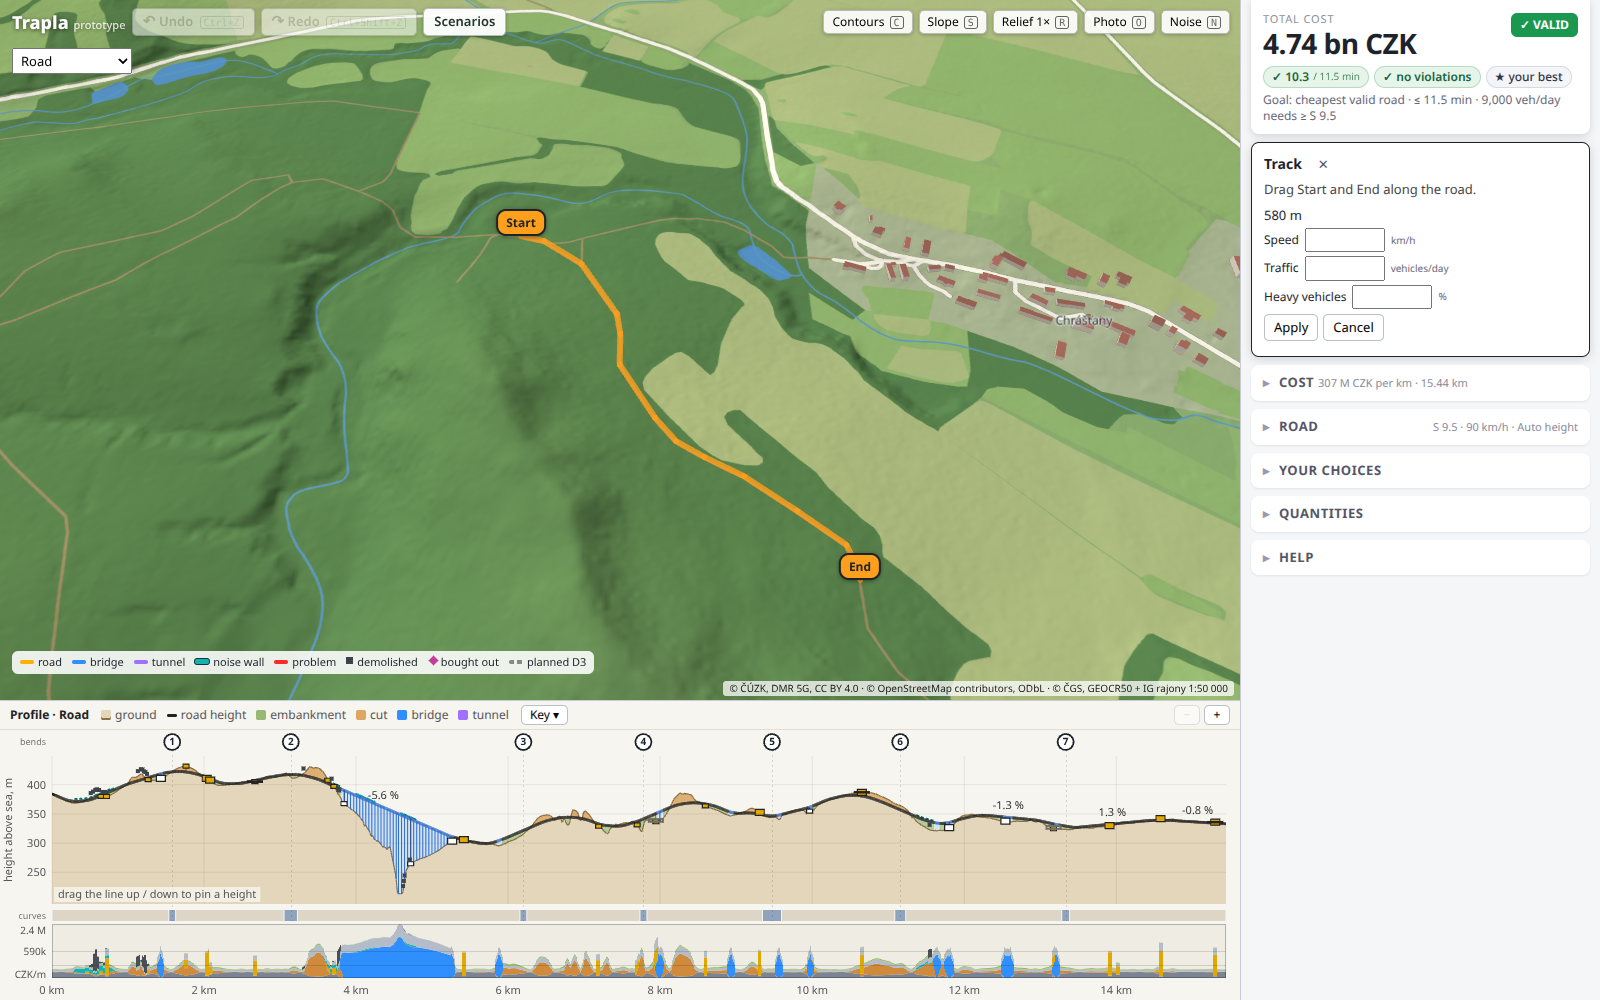 Trapla prototype
↶ Undo Ctrl+Z
↷ Redo Ctrl+Shift+Z
Scenarios
Contours C
Slope S
Relief 1× R
Photo O
Noise N
Road
Start
End
Chrášťany
road
bridge
tunnel
noise wall
problem
demolished
bought out
planned D3
© ČÚZK, DMR 5G, CC BY 4.0 · © OpenStreetMap contributors, ODbL · © ČGS, GEOCR50 + IG rajony 1:50 000
TOTAL COST
4.74 bn CZK
✓ VALID
✓ 10.3 / 11.5 min
✓ no violations
★ your best
Goal: cheapest valid road · ≤ 11.5 min · 9,000 veh/day
needs ≥ S 9.5
Track ✕
Drag Start and End along the road.
580 m
Speed km/h
Traffic vehicles/day
Heavy vehicles %
Apply
Cancel
▶ COST 307 M CZK per km · 15.44 km
▶ ROAD S 9.5 · 90 km/h · Auto height
▶ YOUR CHOICES
▶ QUANTITIES
▶ HELP
Profile · Road
ground
road height
embankment
cut
bridge
tunnel
Key ▾
−
+
bends
1 2 3 4 5 6 7
height above sea, m
400
350
300
250
-5.6 %
-1.3 %
1.3 %
-0.8 %
drag the line up / down to pin a height
curves
2.4 M
590k
CZK/m
0 km 2 km 4 km 6 km 8 km 10 km 12 km 14 km